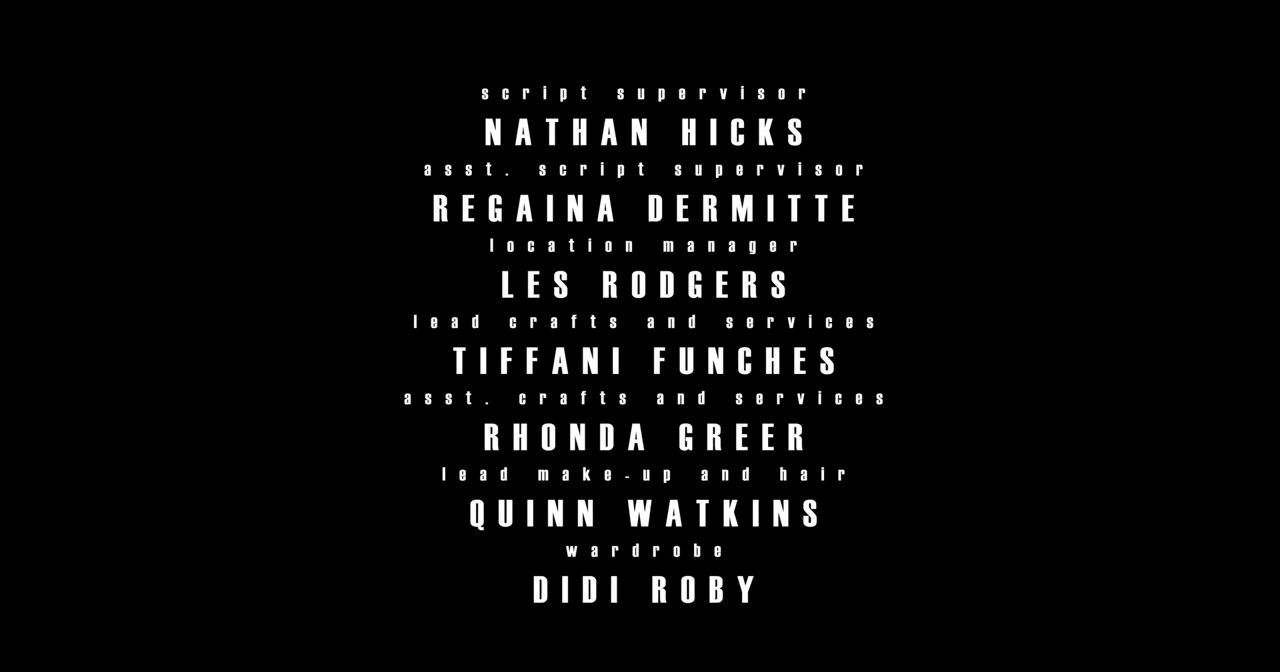 script supervisor
NATHAN HICKS
asst. script supervisor
REGAINA DERMITTE
location manager
LES RODGERS
lead crafts and services
TIFFANI FUNCHES
asst. crafts and services
RHONDA GREER
lead make-up and hair
QUINN WATKINS
wardrobe
DIDI ROBY